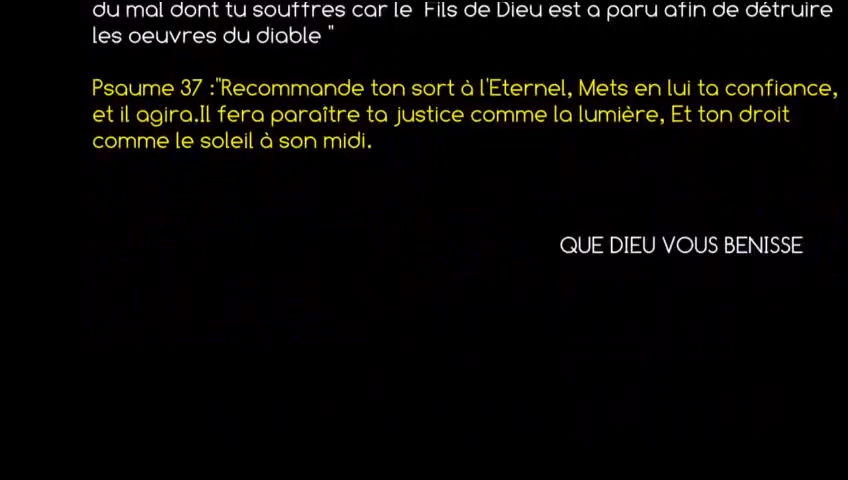 du mal dont tu souffres car le Fils de Dieu est a paru afin de détruire
les oeuvres du diable "
Psaume 37 :"Recommande ton sort à l'Eternel, Mets en lui ta confiance,
et il agira.Il fera paraître ta justice comme la lumière, Et ton droit
comme le soleil à son midi.
QUE DIEU VOUS BENISSE